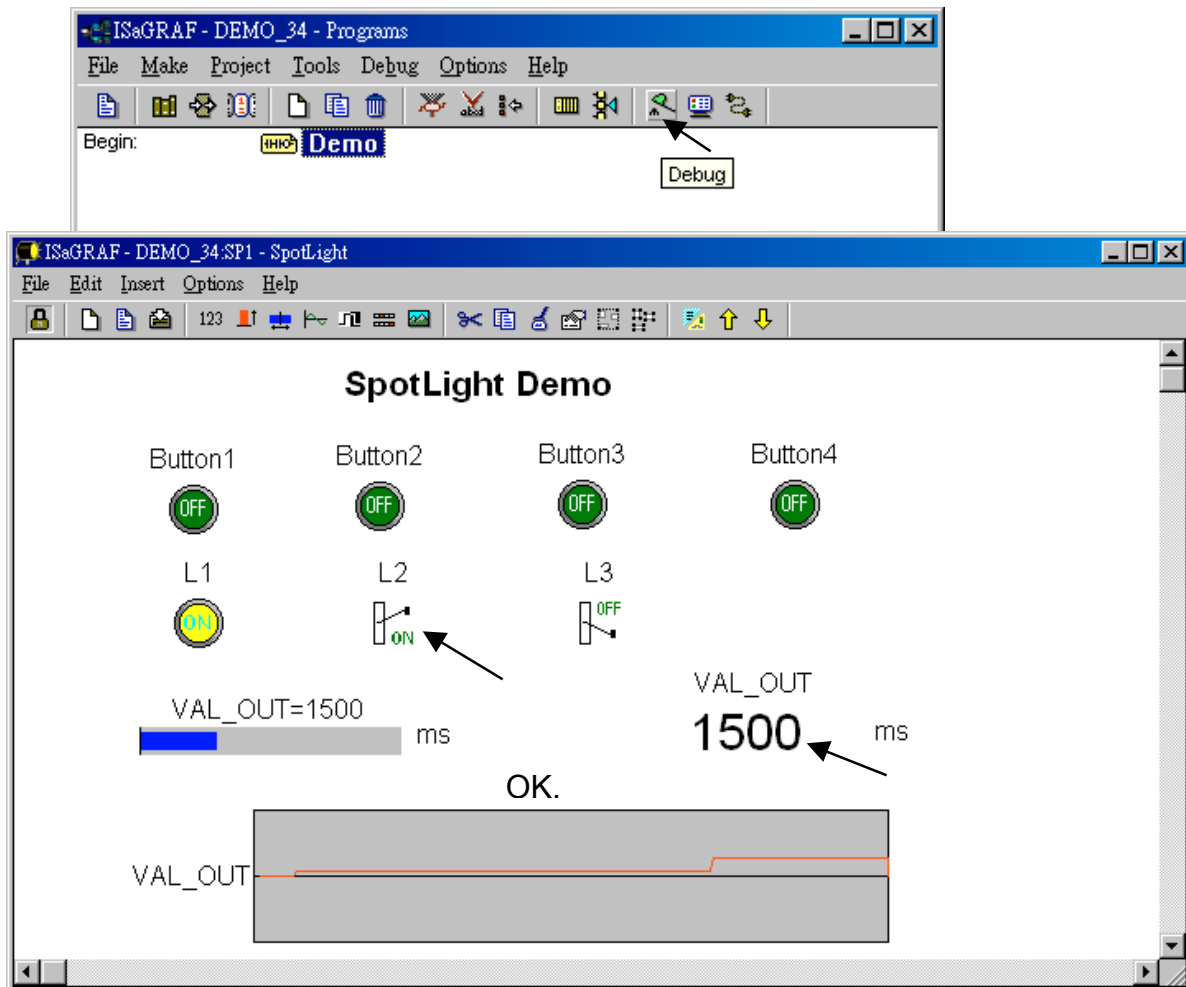 ISaGRAF - DEMO_34 - Programs
File Make Project Tools Debug Options Help
Begin:
Demo
Debug
ISaGRAF - DEMO_34:SP1 - SpotLight
File Edit Insert Options Help
123
SpotLight Demo
Button1 Button2 Button3 Button4
OFF OFF OFF OFF
L1 L2 L3
ON ON OFF
VAL_OUT
VAL_OUT=1500
1500 ms
ms
OK.
VAL_OUT